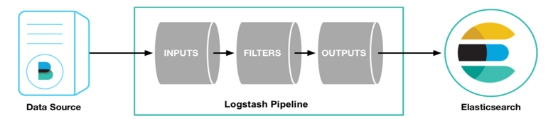 INPUTS
FILTERS
OUTPUTS
Data Source
Logstash Pipeline
Elasticsearch